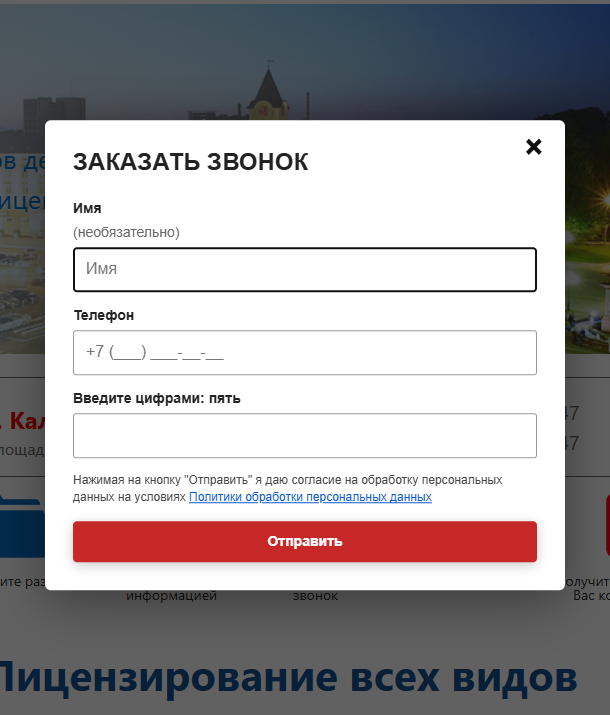 ов де
ицен
ЗАКАЗАТЬ ЗВОНОК
Имя
(необязательно)
Имя
Телефон
+7 (___) ___-__-__
. Кал
47
лощад
47
Введите цифрами: пять
Нажимая на кнопку "Отправить" я даю согласие на обработку персональных
данных на условиях Политики обработки персональных данных
Отправить
ите раз
олучит
информацией
звонок
Вас ко
Лицензирование всех видов